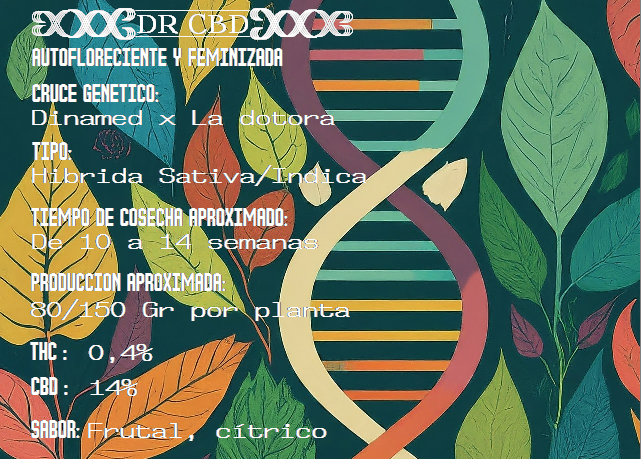 DR CBD
AUTOFLORECIENTE Y FEMINIZADA
CRUCE GENETICO:
Dinamed x La dotora
TIPO:
Hibrida Sativa/Indica
TIEMPO DE COSECHA APROXIMADO:
De 10 a 14 semanas
PRODUCCION APROXIMADA:
80/150 Gr por planta
THC: 0,4%
CBD: 14%
SABOR: Frutal, cítrico